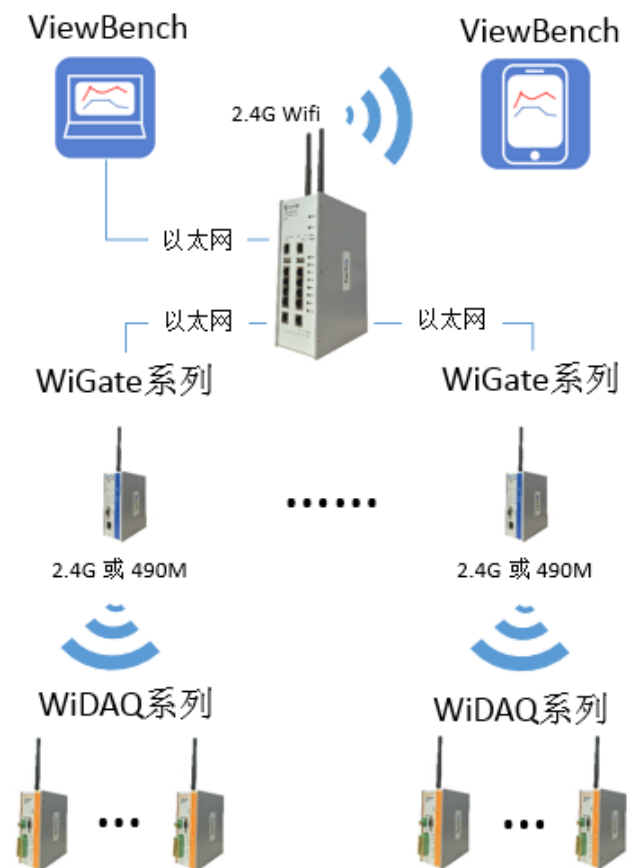 ViewBench
ViewBench
2.4G Wifi
以太网
以太网
以太网
WiGate系列
WiGate系列
......
2.4G 或 490M
2.4G 或 490M
WiDAQ系列
WiDAQ系列
...
...